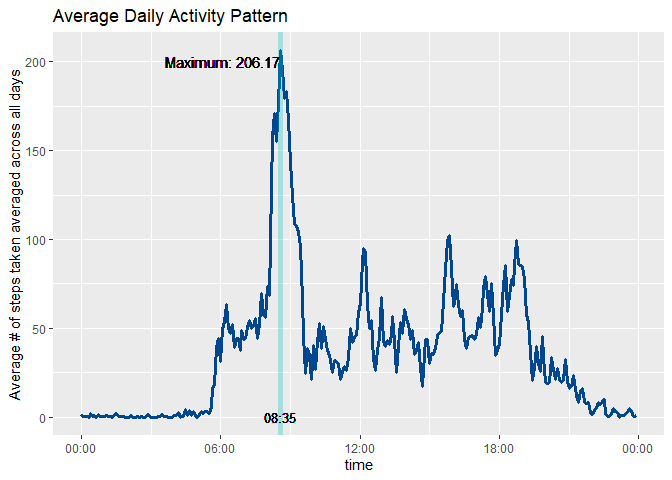 Average Daily Activity Pattern
Average # of steps taken averaged across all days
200
150
100
50
0
Maximum: 206.17
08:35
00:00
06:00
12:00
18:00
00:00
time